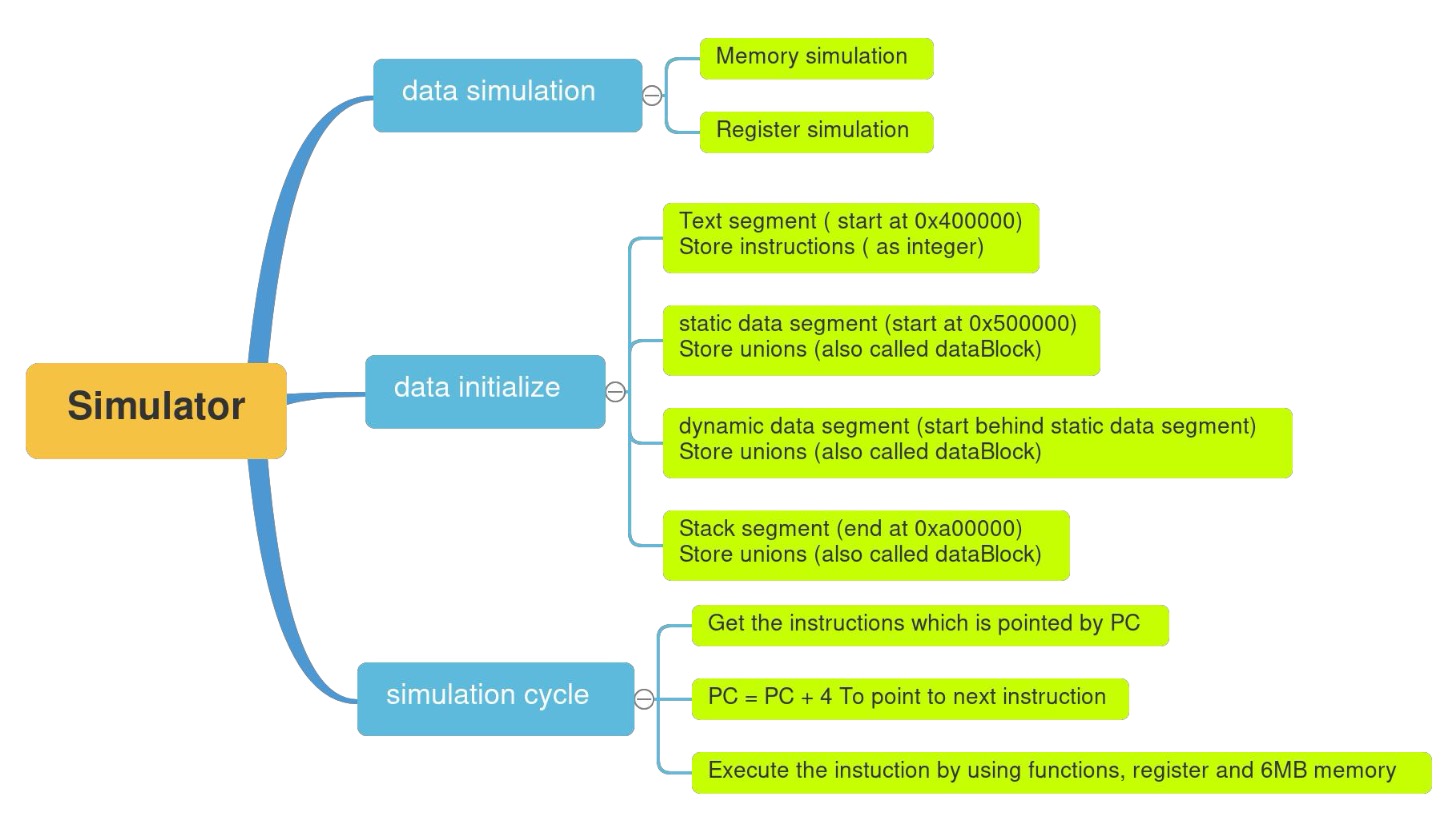 Simulator
data simulation
Memory simulation
Register simulation
data initialize
Text segment ( start at 0x400000)
Store instructions ( as integer)
static data segment (start at 0x500000)
Store unions (also called dataBlock)
dynamic data segment (start behind static data segment)
Store unions (also called dataBlock)
Stack segment (end at 0xa00000)
Store unions (also called dataBlock)
simulation cycle
Get the instructions which is pointed by PC
PC = PC + 4 To point to next instruction
Execute the instuction by using functions, register and 6MB memory